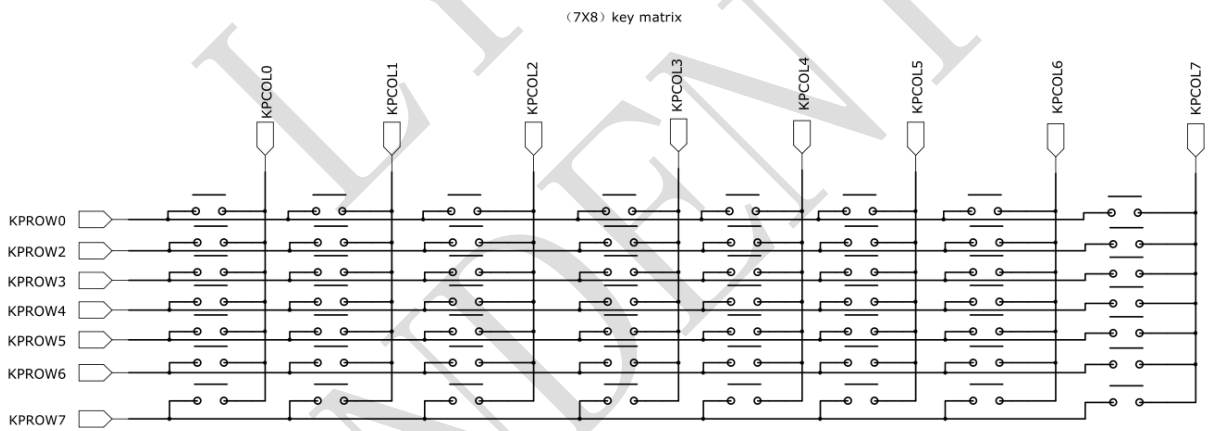 （7X8）key matrix
KPCOL0
KPCOL1
KPCOL2
KPCOL3
KPCOL4
KPCOL5
KPCOL6
KPCOL7
KPROW0
KPROW2
KPROW3
KPROW4
KPROW5
KPROW6
KPROW7